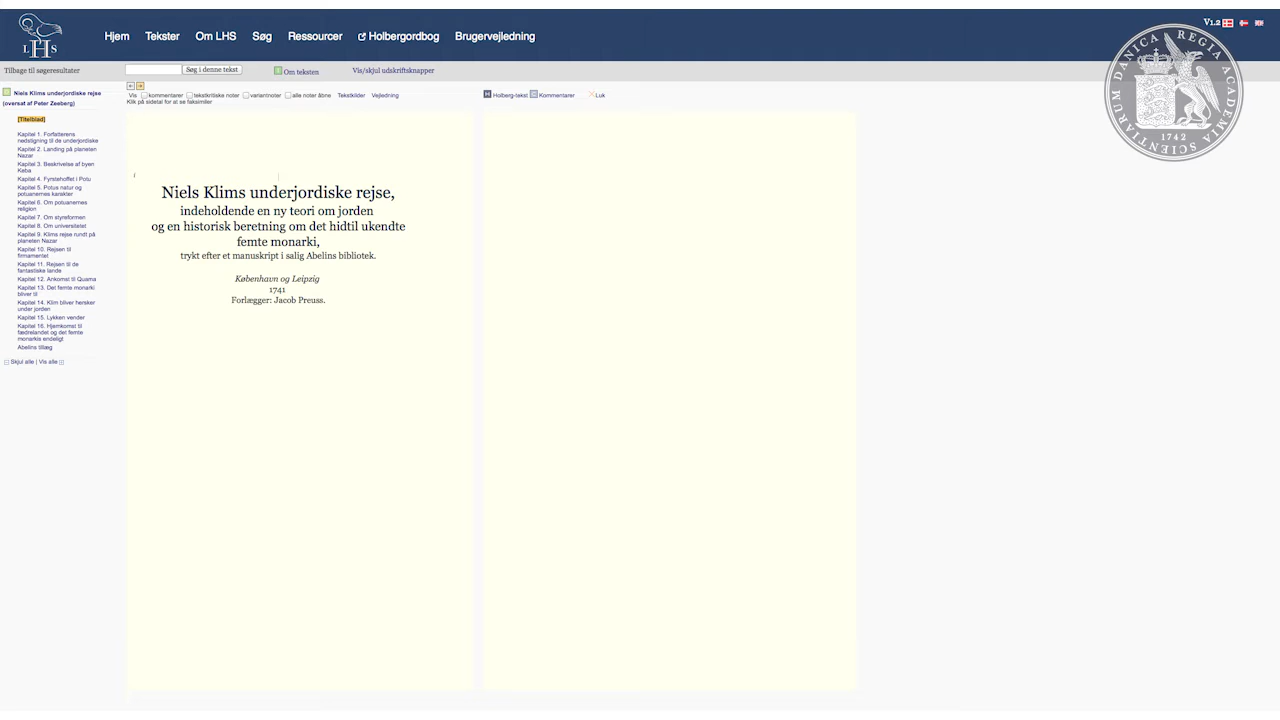 LHS
Hjem Tekster Om LHS Søg Ressourcer Holbergordbog Brugervejledning
V1.2
REGIA ACADEMIA SCIENTIARUM DANICA
1742
Tilbage til søgeresultater
Søg i denne tekst
Om teksten
Vis/skjul udskriftsknapper
Niels Klims underjordiske rejse
(oversat af Peter Zeeberg)
[Titelblad]
Kapitel 1. Forfatterens
nedstigning til de underjordiske
Kapitel 2. Landing på planeten
Nazar
Kapitel 3. Beskrivelse af byen
Keba
Kapitel 4. Fyrstehoffet i Potu
Kapitel 5. Potus natur og
potuanernes karakter
Kapitel 6. Om potuanernes
religion
Kapitel 7. Om styreformen
Kapitel 8. Om universitetet
Kapitel 9. Klims rejse rundt på
planeten Nazar
Kapitel 10. Rejsen til
firmamentet
Kapitel 11. Rejsen til de
fantastiske lande
Kapitel 12. Ankomst til Quama
Kapitel 13. Det femte monarki
bliver til
Kapitel 14. Klim bliver hersker
under jorden
Kapitel 15. Lykken vender
Kapitel 16. Hjemkomst til
fædrelandet og det femte
monarkis endeligt
Abelins tillæg
Skjul alle | Vis alle
Vis kommentarer tekstkritiske noter variantnoter alle noter åbne Tekstkilder Vejledning
Klik på sidetal for at se faksimiler
H Holberg-tekst Kommentarer Luk
i
Niels Klims underjordiske rejse,
indeholdende en ny teori om jorden
og en historisk beretning om det hidtil ukendte
femte monarki,
trykt efter et manuskript i salig Abelins bibliotek.
København og Leipzig
1741
Forlægger: Jacob Preuss.